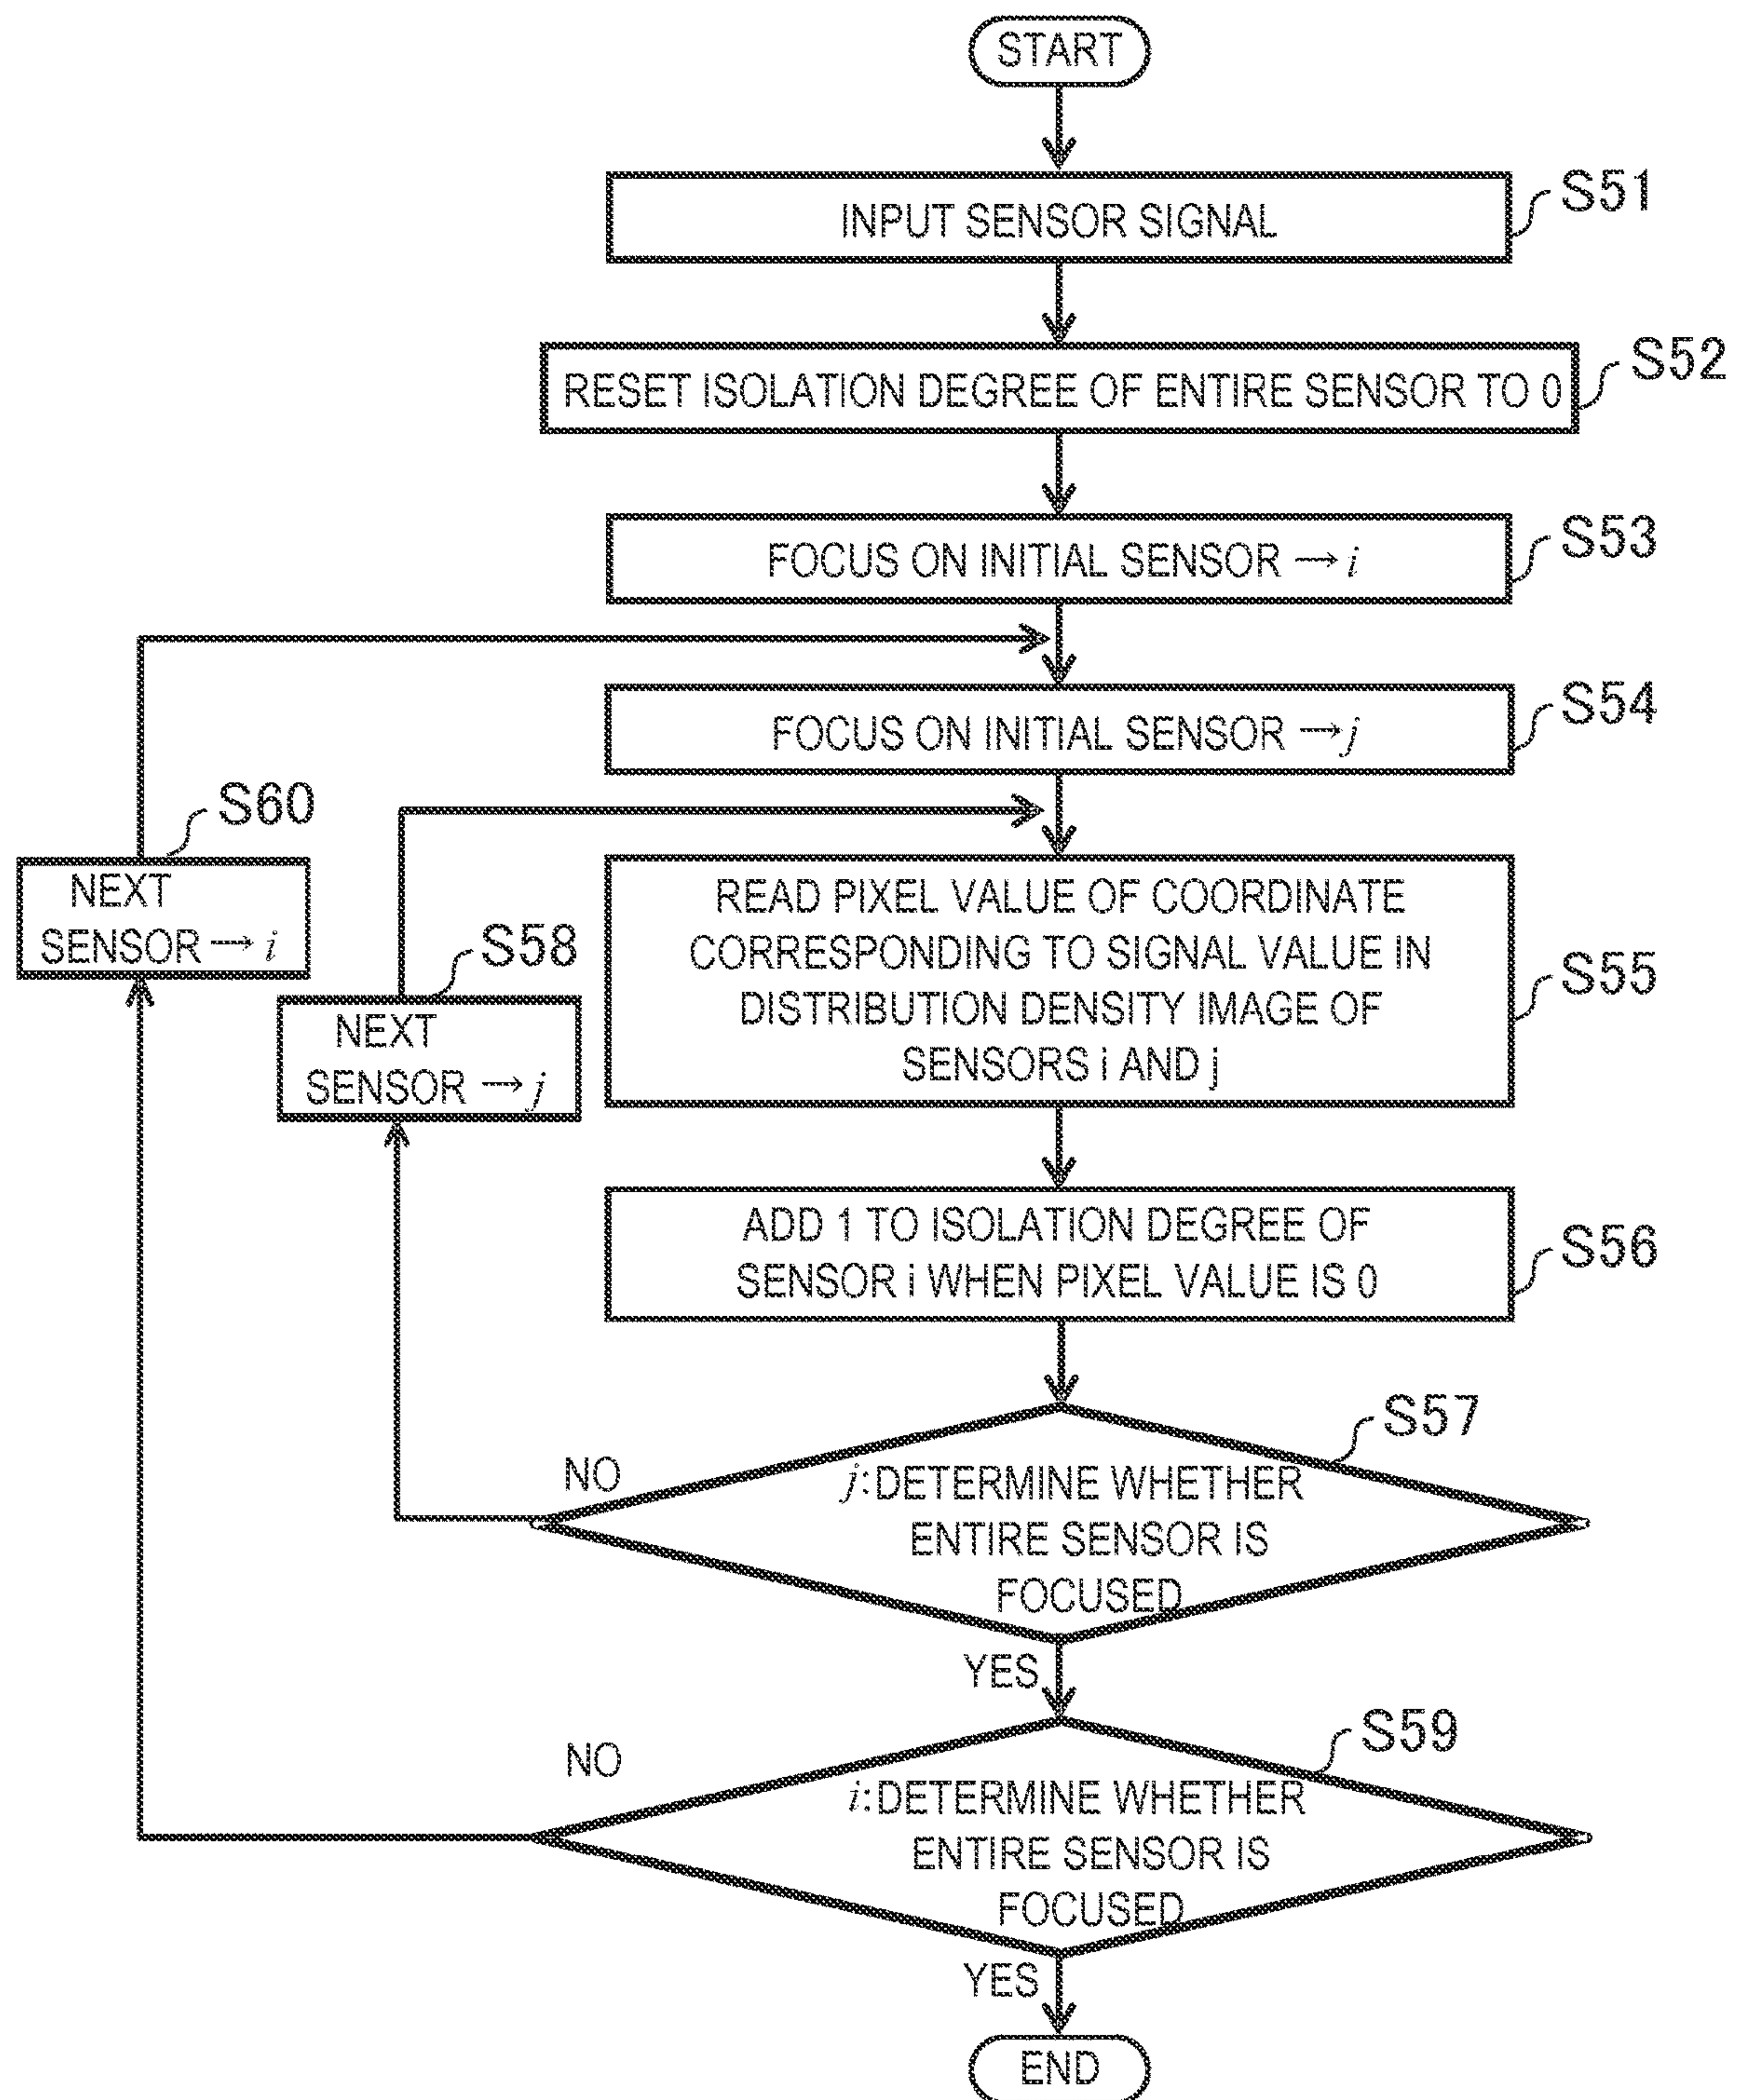 START
INPUT SENSOR SIGNAL
S51
RESET ISOLATION DEGREE OF ENTIRE SENSOR TO 0
S52
FOCUS ON INITIAL SENSOR → i
S53
FOCUS ON INITIAL SENSOR → j
S54
S60
NEXT
SENSOR → i
S58
NEXT
SENSOR → j
READ PIXEL VALUE OF COORDINATE
CORRESPONDING TO SIGNAL VALUE IN
DISTRIBUTION DENSITY IMAGE OF
SENSORS i AND j
S55
ADD 1 TO ISOLATION DEGREE OF
SENSOR i WHEN PIXEL VALUE IS 0
S56
S57
NO
j: DETERMINE WHETHER
ENTIRE SENSOR IS
FOCUSED
YES
S59
NO
i: DETERMINE WHETHER
ENTIRE SENSOR IS
FOCUSED
YES
END